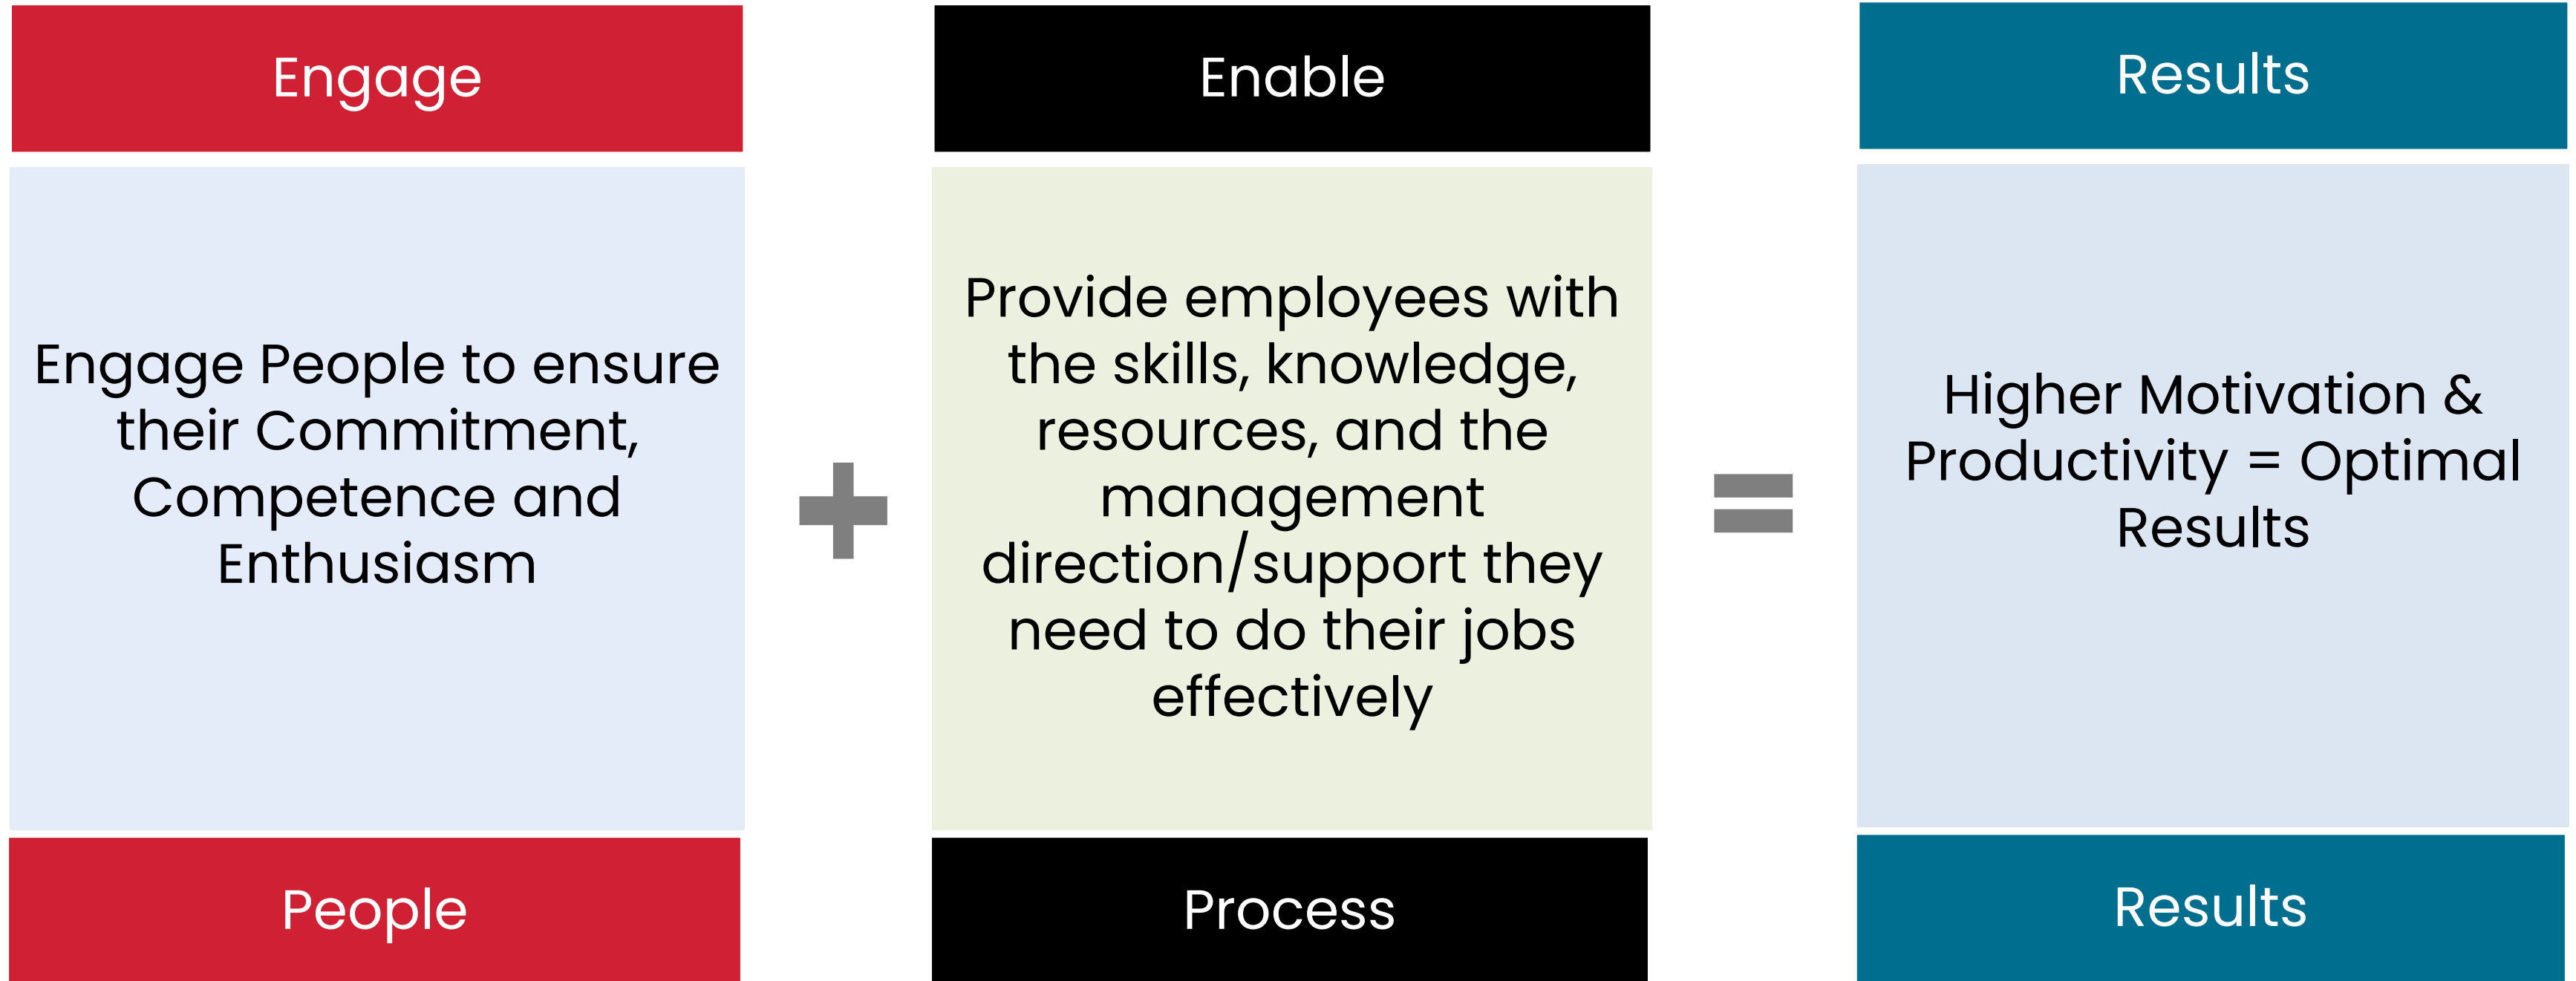 Engage
Engage People to ensure
their Commitment,
Competence and
Enthusiasm
People
+
Enable
Provide employees with
the skills, knowledge,
resources, and the
management
direction/support they
need to do their jobs
effectively
Process
=
Results
Higher Motivation &
Productivity = Optimal
Results
Results